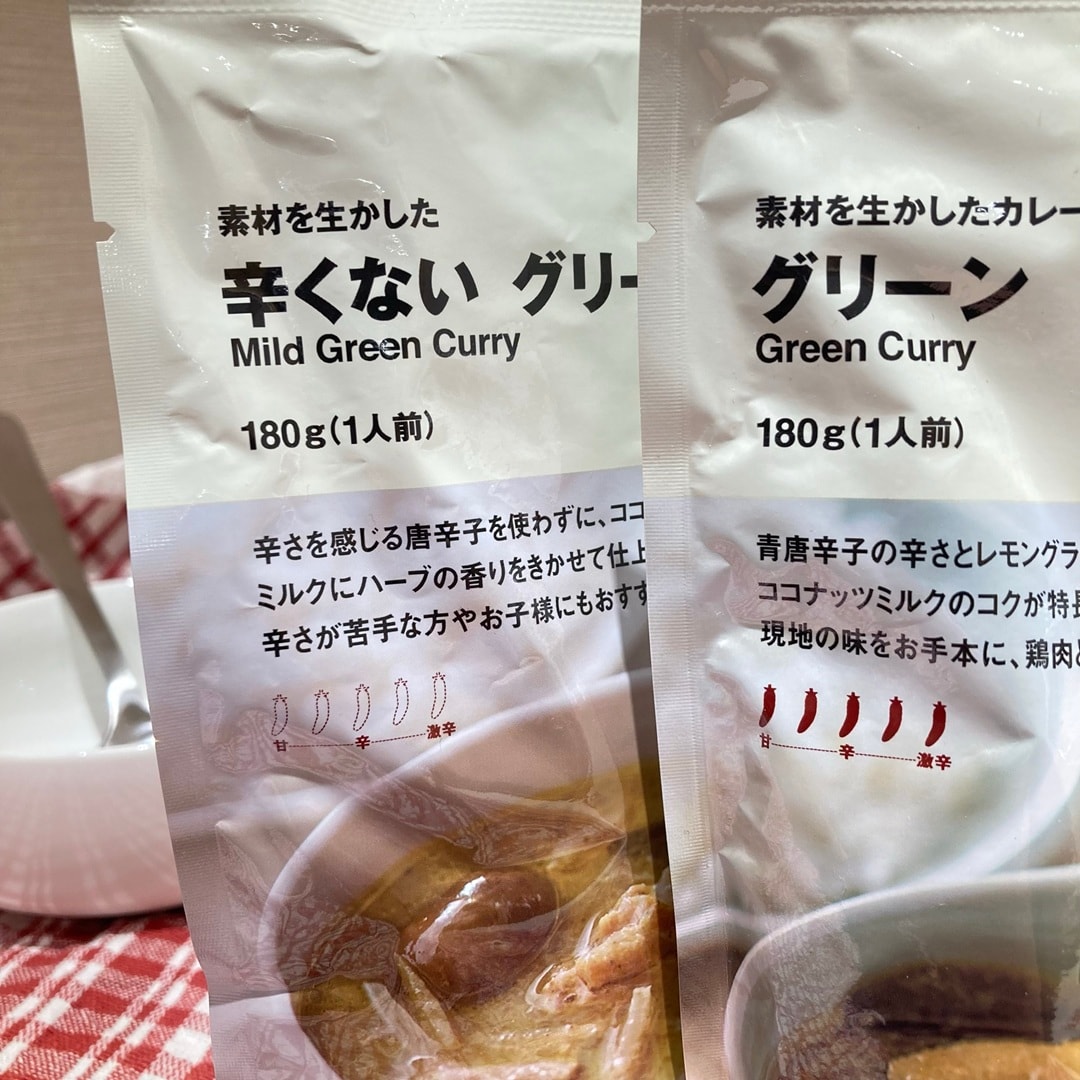 素材を生かした
辛くない グリー
Mild Green Curry
180g(1人前)
辛さを感じる唐辛子を使わずに、ココ
ミルクにハーブの香りをきかせて仕上
辛さが苦手な方やお子様にもおすす
甘 辛 激辛
素材を生かしたカレー
グリーン
Green Curry
180g(1人前)
青唐辛子の辛さとレモングラ
ココナッツミルクのコクが特長
現地の味をお手本に、鶏肉と
甘 辛 激辛